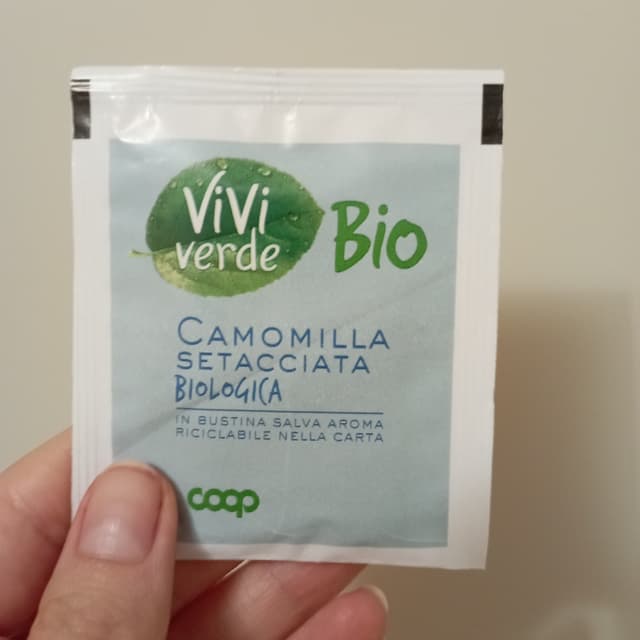 ViVi
verde
Bio
CAMOMILLA
SETACCIATA
BIOLOGICA
IN BUSTINA SALVA AROMA
RICICLABILE NELLA CARTA
coop